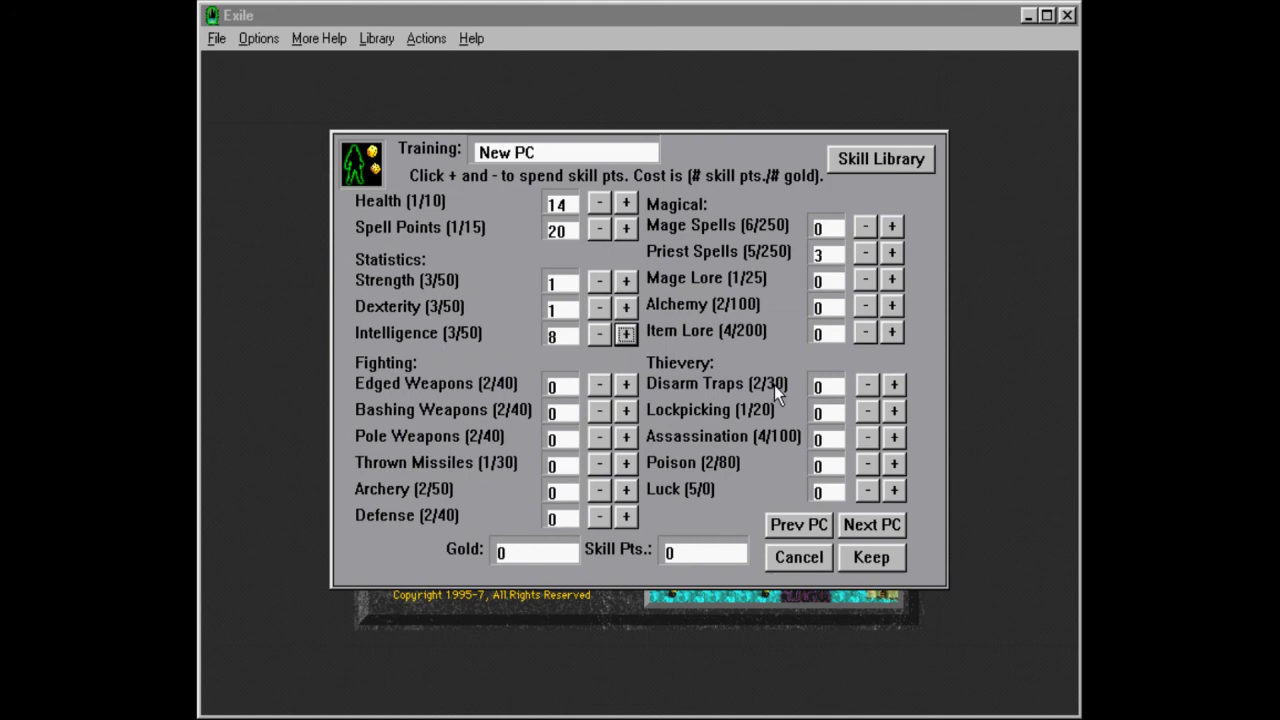 Exile
File Options More Help Library Actions Help
Training: New PC
Skill Library
Click + and - to spend skill pts. Cost is (# skill pts./# gold).
Health (1/10) 14 - +
Spell Points (1/15) 20 - +
Statistics:
Strength (3/50) 1 - +
Dexterity (3/50) 1 - +
Intelligence (3/50) 8 - +
Fighting:
Edged Weapons (2/40) 0 - +
Bashing Weapons (2/40) 0 - +
Pole Weapons (2/40) 0 - +
Thrown Missiles (1/30) 0 - +
Archery (2/50) 0 - +
Defense (2/40) 0 - +
Magical:
Mage Spells (6/250) 0 - +
Priest Spells (5/250) 3 - +
Mage Lore (1/25) 0 - +
Alchemy (2/100) 0 - +
Item Lore (4/200) 0 - +
Thievery:
Disarm Traps (2/30) 0 - +
Lockpicking (1/20) 0 - +
Assassination (4/100) 0 - +
Poison (2/80) 0 - +
Luck (5/0) 0 - +
Prev PC Next PC
Gold: 0 Skill Pts.: 0 Cancel Keep
Copyright 1995-7, All Rights Reserved